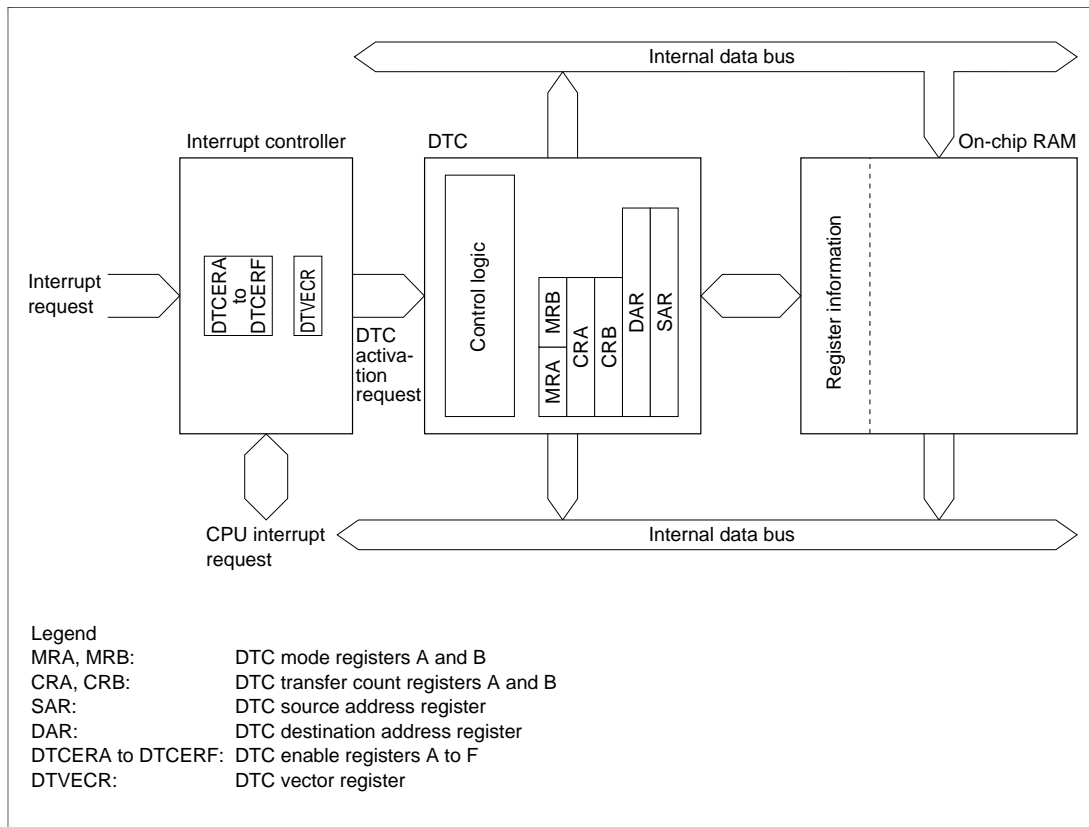 Internal data bus
Interrupt controller
DTC
On-chip RAM
Interrupt
request
DTCERA
to
DTCERF
DTVECR
DTC
activa-
tion
request
Control logic
MRA
MRB
CRA
CRB
DAR
SAR
Register information
CPU interrupt
request
Internal data bus
Legend
MRA, MRB: DTC mode registers A and B
CRA, CRB: DTC transfer count registers A and B
SAR: DTC source address register
DAR: DTC destination address register
DTCERA to DTCERF: DTC enable registers A to F
DTVECR: DTC vector register